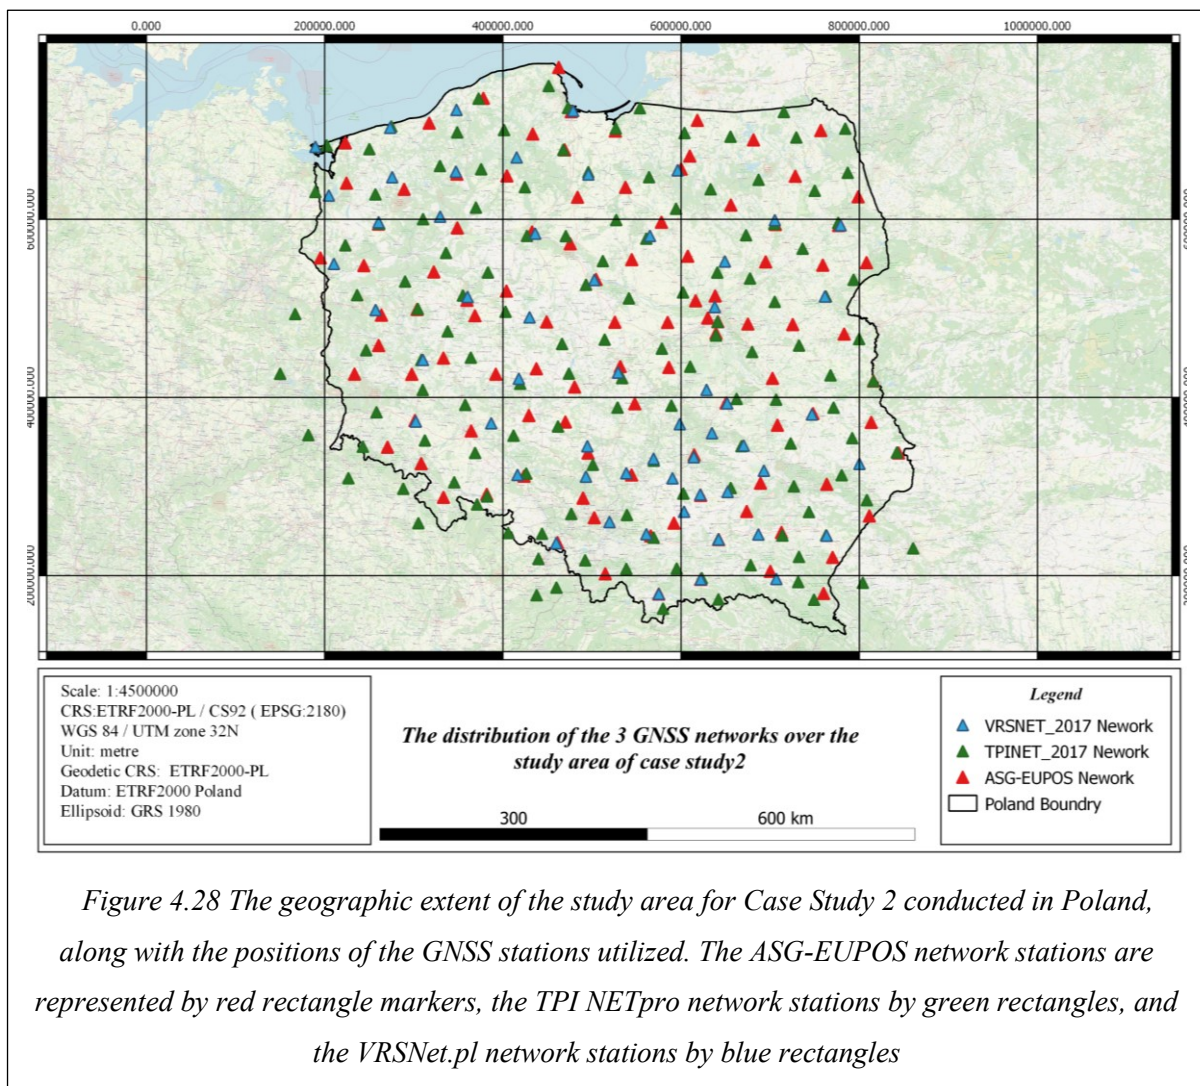 0.000 200000.000 400000.000 600000.000 800000.000 1000000.000
600000.000 600000.000
400000.000 400000.000
200000.000 200000.000
Scale: 1:4500000
CRS:ETRF2000-PL / CS92 ( EPSG:2180)
WGS 84 / UTM zone 32N
Unit: metre
Geodetic CRS: ETRF2000-PL
Datum: ETRF2000 Poland
Ellipsoid: GRS 1980
The distribution of the 3 GNSS networks over the
study area of case study2
300 600 km
Legend
VRSNET_2017 Nework
TPINET_2017 Nework
ASG-EUPOS Nework
Poland Boundry
Figure 4.28 The geographic extent of the study area for Case Study 2 conducted in Poland,
along with the positions of the GNSS stations utilized. The ASG-EUPOS network stations are
represented by red rectangle markers, the TPI NETpro network stations by green rectangles, and
the VRSNet.pl network stations by blue rectangles